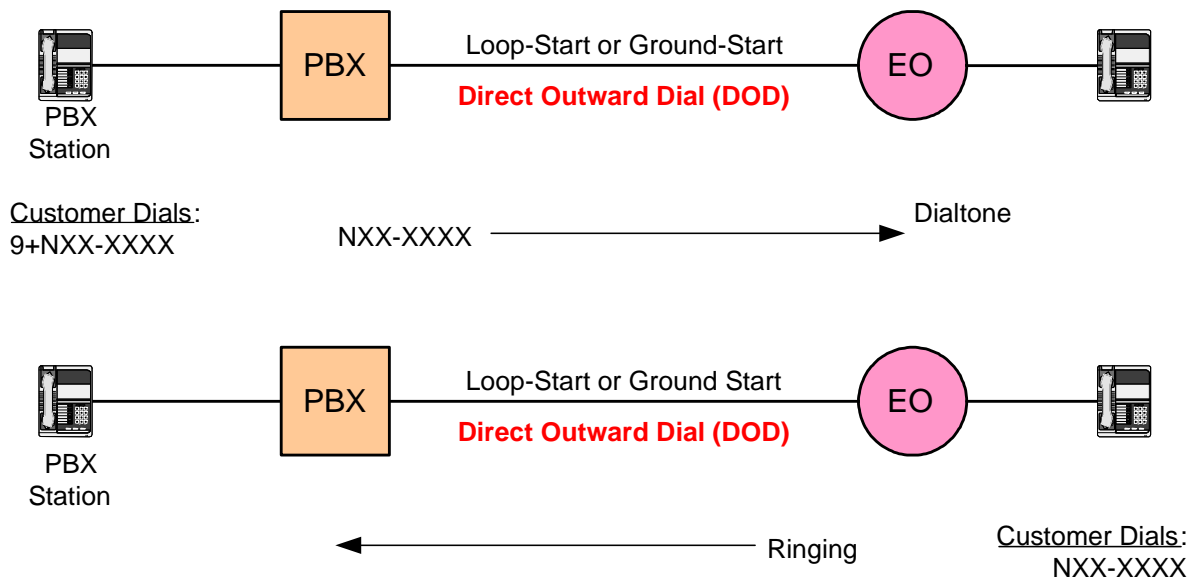 PBX
Loop-Start or Ground-Start
EO
Direct Outward Dial (DOD)
PBX
Station
Customer Dials:
9+NXX-XXXX
NXX-XXXX
Dialtone
PBX
Loop-Start or Ground Start
EO
Direct Outward Dial (DOD)
PBX
Station
Ringing
Customer Dials:
NXX-XXXX